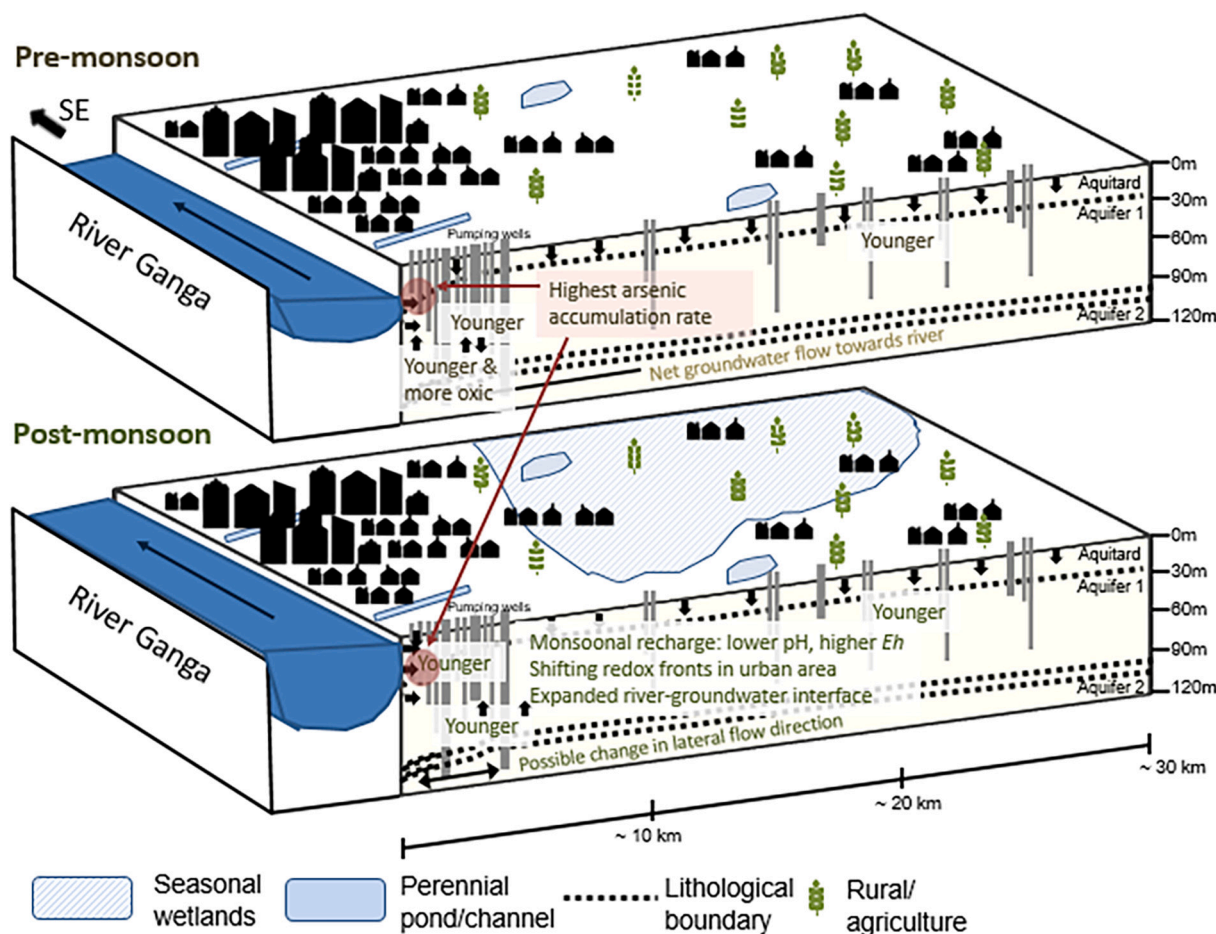 Pre-monsoon
SE
River Ganga
Pumping wells
Highest arsenic
accumulation rate
Younger
Younger &
more oxic
Younger
Net groundwater flow towards river
0m
Aquitard
30m
Aquifer 1
60m
90m
Aquifer 2
120m
Post-monsoon
River Ganga
Pumping wells
Younger
Monsoonal recharge: lower pH, higher Eh
Shifting redox fronts in urban area
Expanded river-groundwater interface
Younger
Younger
Possible change in lateral flow direction
0m
Aquitard
30m
Aquifer 1
60m
90m
Aquifer 2
120m
~ 10 km
~ 20 km
~ 30 km
Seasonal
wetlands
Perennial
pond/channel
Lithological
boundary
Rural/
agriculture